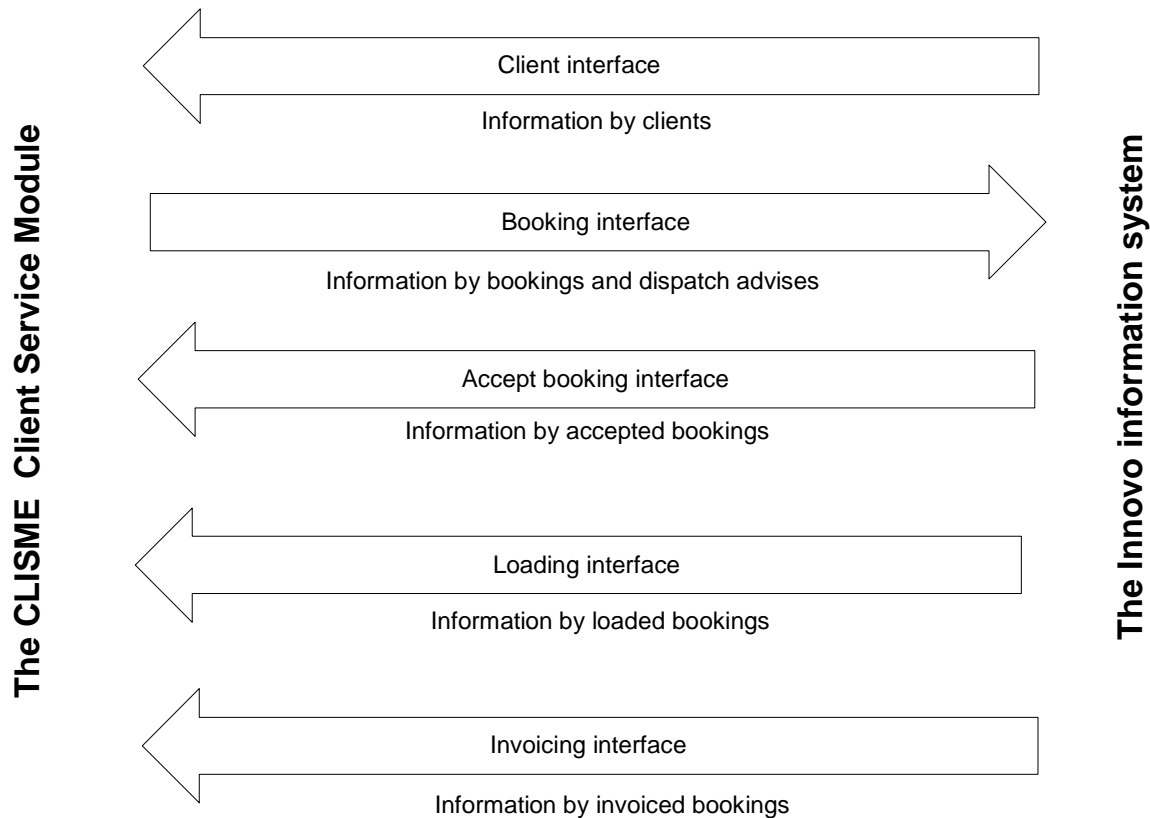 The CLISME Client Service Module
Client interface
Information by clients
Booking interface
Information by bookings and dispatch advises
Accept booking interface
Information by accepted bookings
Loading interface
Information by loaded bookings
Invoicing interface
Information by invoiced bookings
The Innovo information system